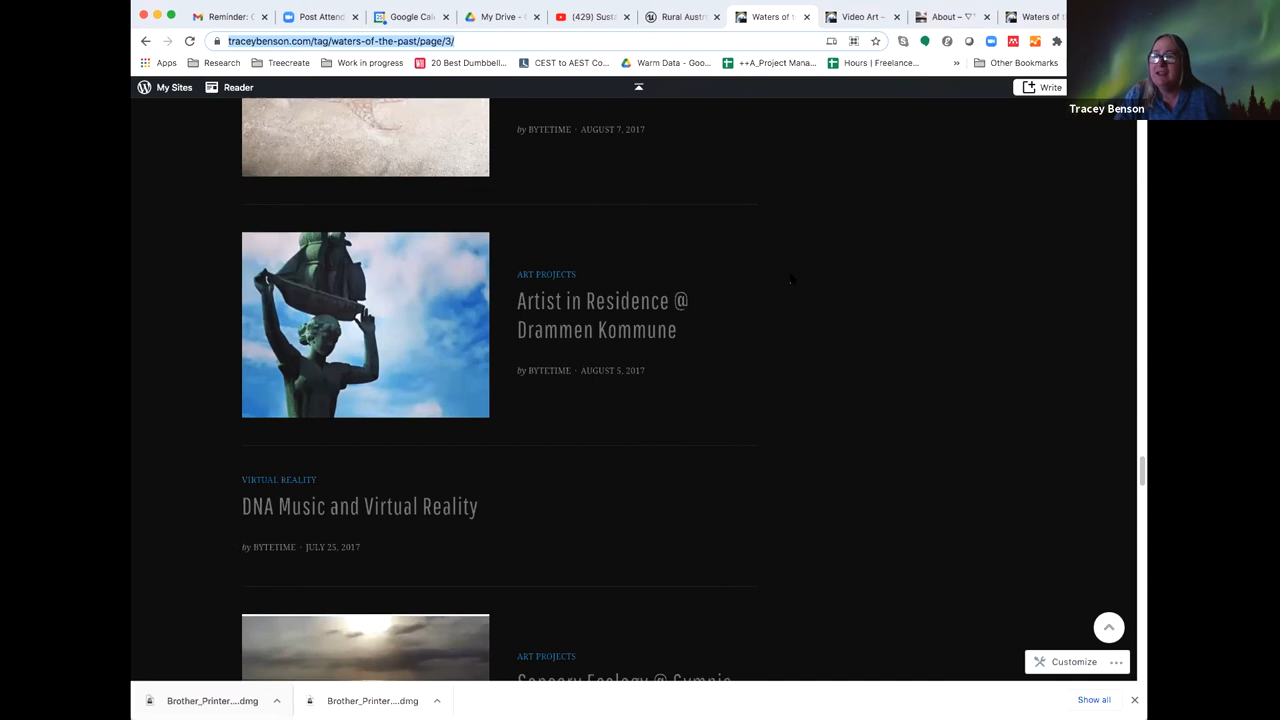 Reminder: C
Post Attend
Google Cal
My Drive - G
(429) Susta
Rural Austr
Waters of t
Video Art –
About – ▽
Waters of t
traceybenson.com/tag/waters-of-the-past/page/3/
Apps
Research
Treecreate
Work in progress
20 Best Dumbbell...
CEST to AEST Co...
Warm Data - Goo...
++A_Project Mana...
Hours | Freelance...
»
Other Bookmarks
My Sites
Reader
Write
Tracey Benson
by BYTETIME · AUGUST 7, 2017
ART PROJECTS
Artist in Residence @
Drammen Kommune
by BYTETIME · AUGUST 5, 2017
VIRTUAL REALITY
DNA Music and Virtual Reality
by BYTETIME · JULY 25, 2017
ART PROJECTS
Sensory Ecology @ Gympie
Customize
Brother_Printer....dmg
Brother_Printer....dmg
Show all